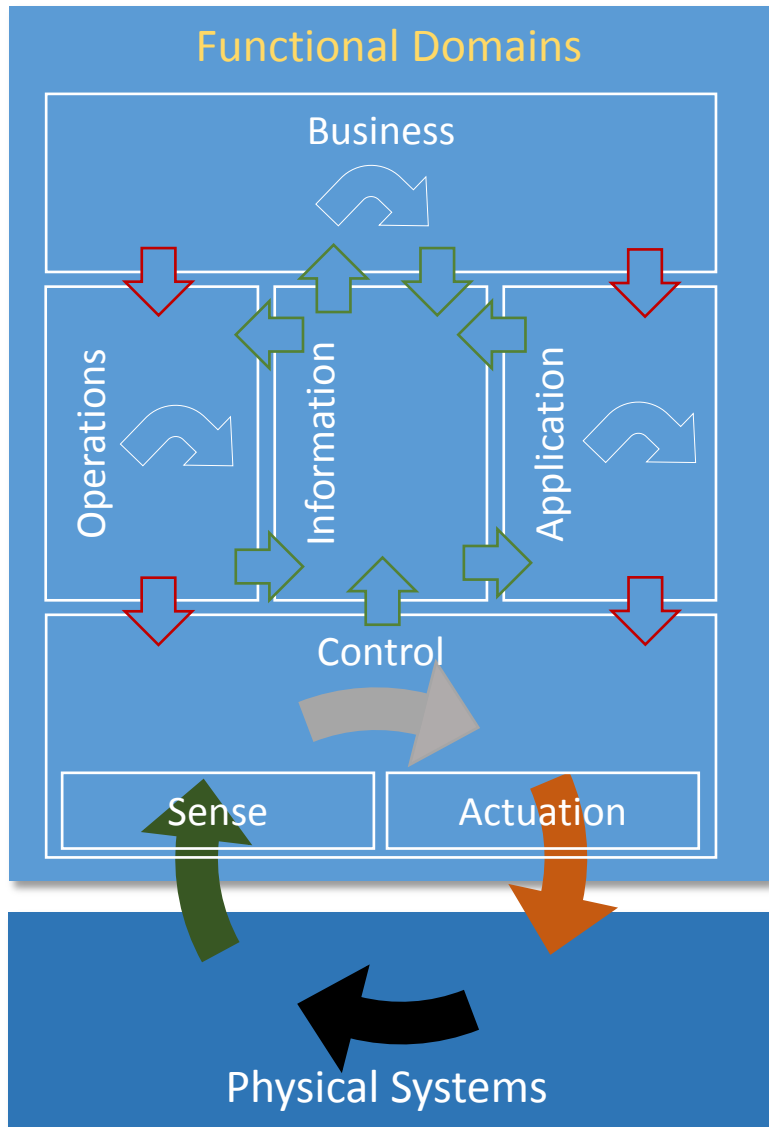 Functional Domains
Business
Operations
Information
Application
Control
Sense
Actuation
Physical Systems